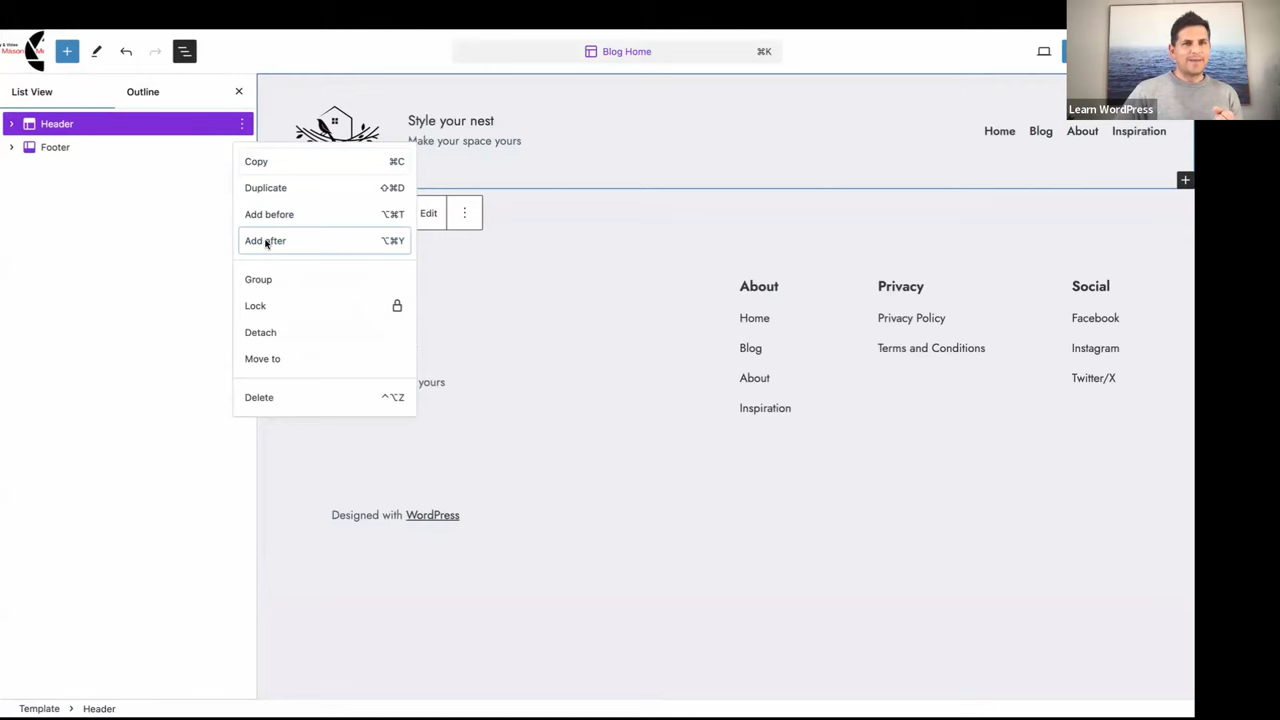 Blog Home
⌘K
Learn WordPress
List View
Outline
Header
Footer
Style your nest
Make your space yours
Home
Blog
About
Inspiration
Copy ⌘C
Duplicate ⇧⌘D
Add before ⌥⌘T
Add after ⌥⌘Y
Group
Lock
Detach
Move to
Delete ^⌥Z
Edit
yours
About
Home
Blog
About
Inspiration
Privacy
Privacy Policy
Terms and Conditions
Social
Facebook
Instagram
Twitter/X
Designed with WordPress
Template > Header